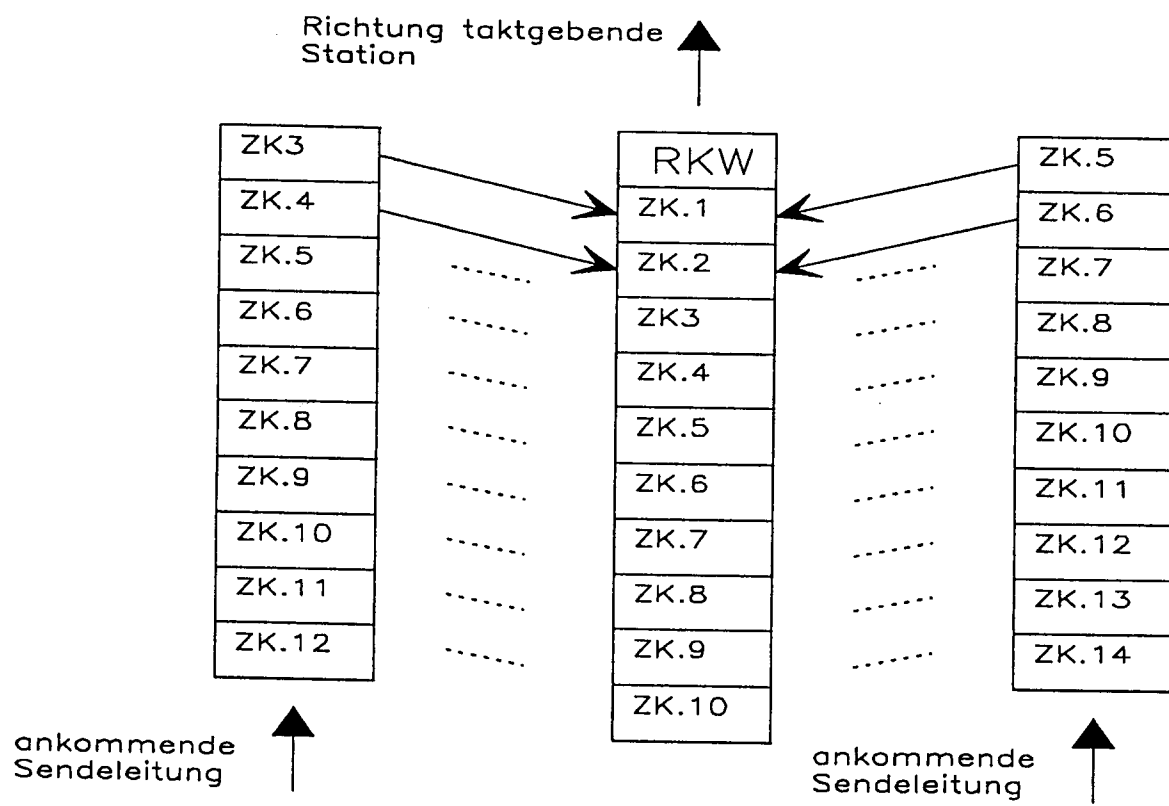 Richtung taktgebende
Station
ZK3
ZK.4
ZK.5
ZK.6
ZK.7
ZK.8
ZK.9
ZK.10
ZK.11
ZK.12
ankommende
Sendeleitung
RKW
ZK.1
ZK.2
ZK3
ZK.4
ZK.5
ZK.6
ZK.7
ZK.8
ZK.9
ZK.10
ZK.5
ZK.6
ZK.7
ZK.8
ZK.9
ZK.10
ZK.11
ZK.12
ZK.13
ZK.14
ankommende
Sendeleitung